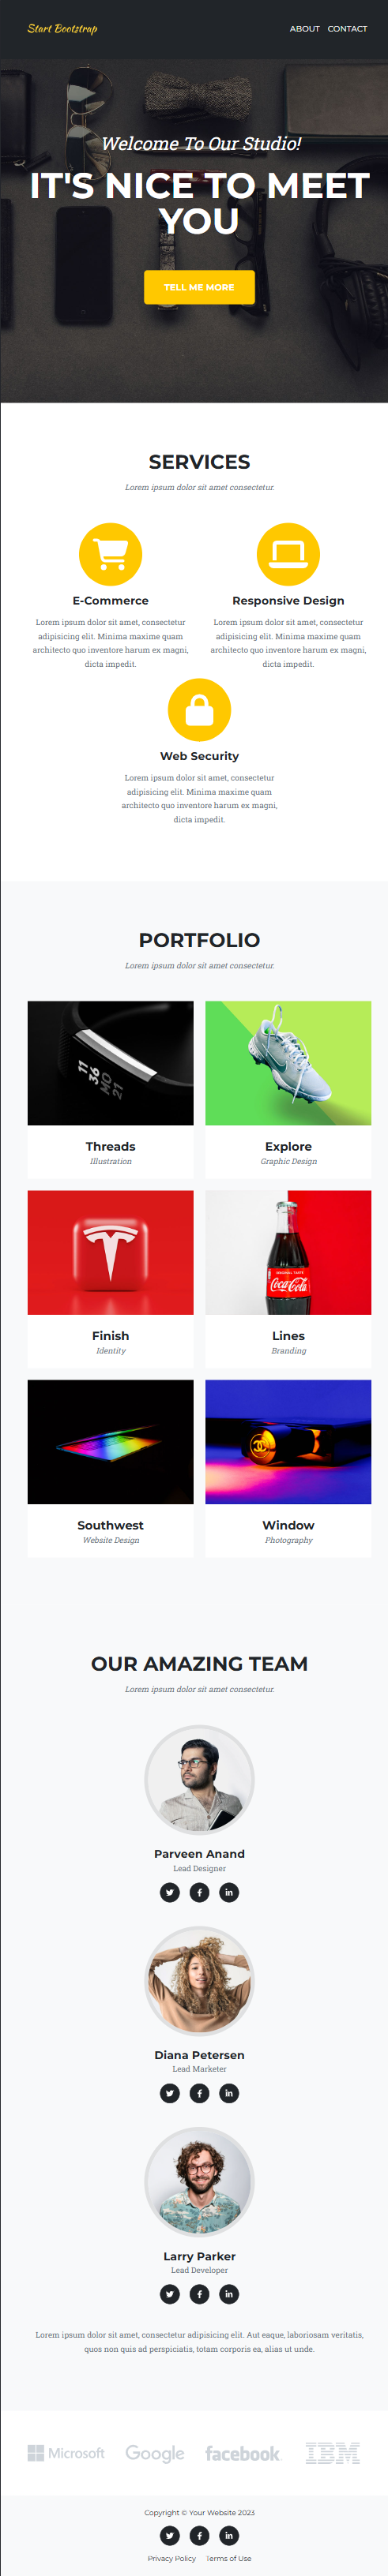 Start Bootstrap
ABOUT CONTACT
Welcome To Our Studio!
IT'S NICE TO MEET
YOU
TELL ME MORE
SERVICES
Lorem ipsum dolor sit amet consectetur.
E-Commerce
Lorem ipsum dolor sit amet, consectetur
adipisicing elit. Minima maxime quam
architecto quo inventore harum ex magni,
dicta impedit.
Responsive Design
Lorem ipsum dolor sit amet, consectetur
adipisicing elit. Minima maxime quam
architecto quo inventore harum ex magni,
dicta impedit.
Web Security
Lorem ipsum dolor sit amet, consectetur
adipisicing elit. Minima maxime quam
architecto quo inventore harum ex magni,
dicta impedit.
PORTFOLIO
Lorem ipsum dolor sit amet consectetur.
11
36
MO
21
Threads
Illustration
Explore
Graphic Design
Finish
Identity
ORIGINAL TASTE
Coca-Cola
Lines
Branding
Southwest
Website Design
Window
Photography
OUR AMAZING TEAM
Lorem ipsum dolor sit amet consectetur.
Parveen Anand
Lead Designer
Diana Petersen
Lead Marketer
Larry Parker
Lead Developer
Lorem ipsum dolor sit amet, consectetur adipisicing elit. Aut eaque, laboriosam veritatis,
quos non quis ad perspiciatis, totam corporis ea, alias ut unde.
Microsoft Google facebook IBM
Copyright © Your Website 2023
Privacy Policy Terms of Use